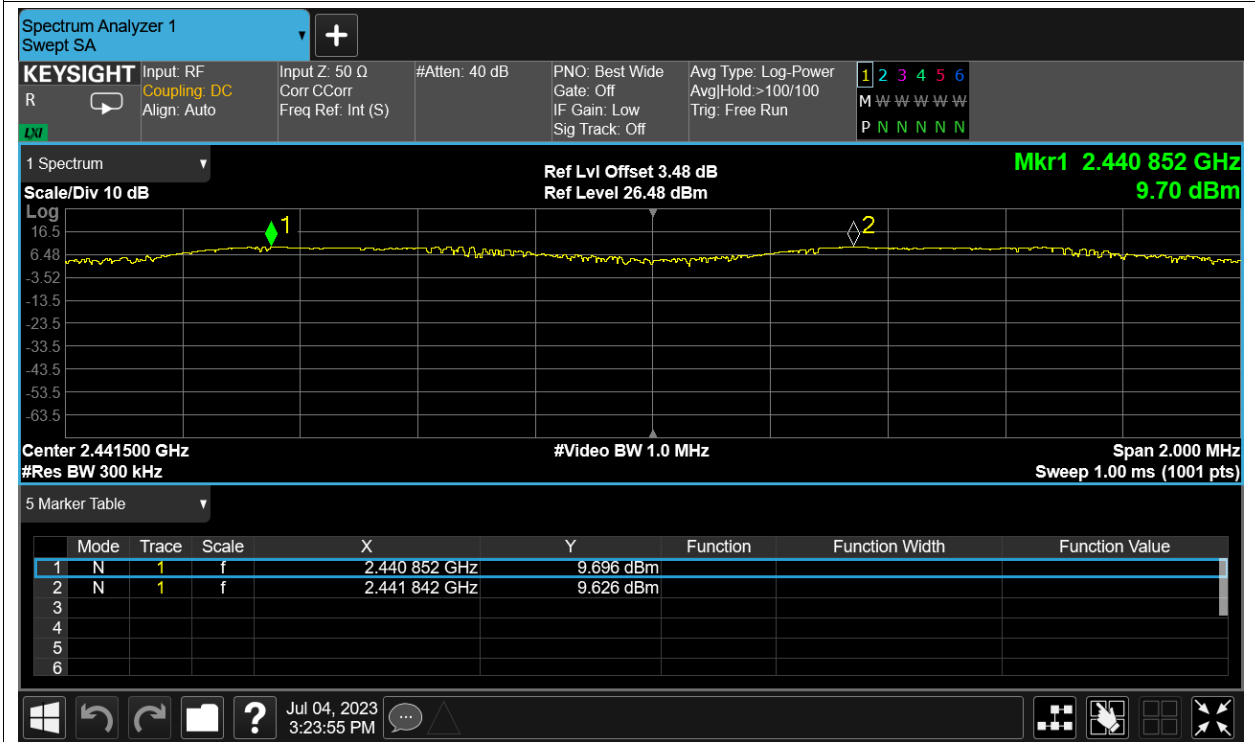 Spectrum Analyzer 1
Swept SA
+
KEYSIGHT Input: RF Input Z: 50 Ω #Atten: 40 dB PNO: Best Wide Avg Type: Log-Power 1 2 3 4 5 6
R Coupling: DC Corr CCorr Gate: Off Avg|Hold:>100/100 M W W W W W
Align: Auto Freq Ref: Int (S) IF Gain: Low Trig: Free Run
LXI Sig Track: Off P N N N N N
1 Spectrum Ref Lvl Offset 3.48 dB Mkr1 2.440 852 GHz
Scale/Div 10 dB Ref Level 26.48 dBm 9.70 dBm
Log
1 2
16.5
6.48
-3.52
-13.5
-23.5
-33.5
-43.5
-53.5
-63.5
Center 2.441500 GHz #Video BW 1.0 MHz Span 2.000 MHz
#Res BW 300 kHz Sweep 1.00 ms (1001 pts)
5 Marker Table
Mode Trace Scale X Y Function Function Width Function Value
1 N 1 f 2.440 852 GHz 9.696 dBm
2 N 1 f 2.441 842 GHz 9.626 dBm
3
4
5
6
? Jul 04, 2023
3:23:55 PM